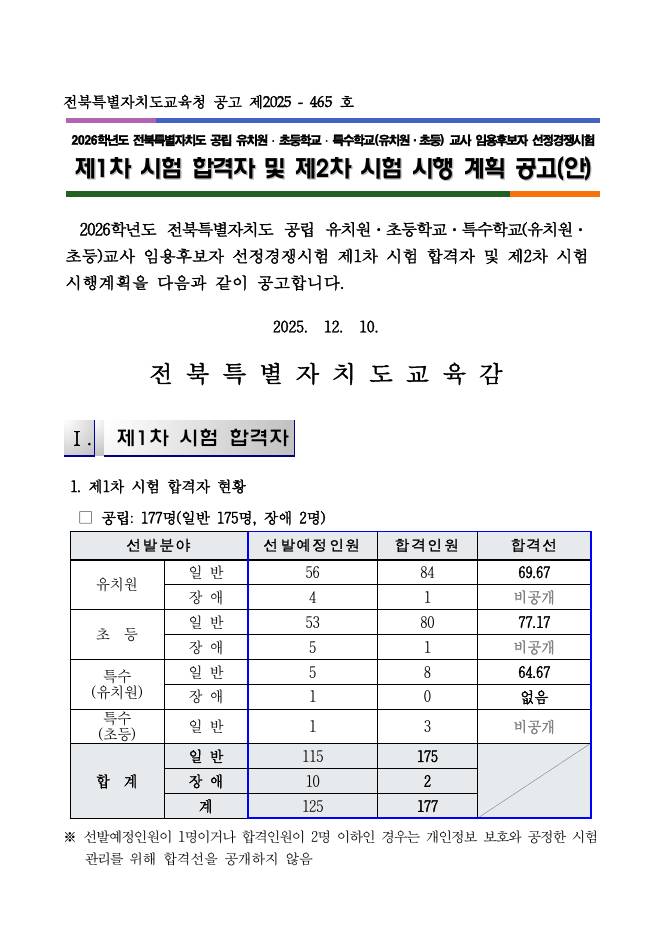 전북특별자치도교육청 공고 제2025 - 465 호
2026학년도 전북특별자치도 공립 유치원 · 초등학교 · 특수학교(유치원 · 초등) 교사 임용후보자 선정경쟁시험
제1차 시험 합격자 및 제2차 시험 시행 계획 공고(안)
2026학년도 전북특별자치도 공립 유치원 · 초등학교 · 특수학교(유치원 ·
초등)교사 임용후보자 선정경쟁시험 제1차 시험 합격자 및 제2차 시험
시행계획을 다음과 같이 공고합니다.
2025. 12. 10.
전 북 특 별 자 치 도 교 육 감
Ⅰ. 제1차 시험 합격자
1. 제1차 시험 합격자 현황
□ 공립: 177명(일반 175명, 장애 2명)
선발분야 선발예정인원 합격인원 합격선
유치원 일 반 56 84 69.67
장 애 4 1 비공개
초 등 일 반 53 80 77.17
장 애 5 1 비공개
특수
(유치원) 일 반 5 8 64.67
장 애 1 0 없음
특수
(초등) 일 반 1 3 비공개
합 계 일 반 115 175
장 애 10 2
계 125 177
※ 선발예정인원이 1명이거나 합격인원이 2명 이하인 경우는 개인정보 보호와 공정한 시험
관리를 위해 합격선을 공개하지 않음